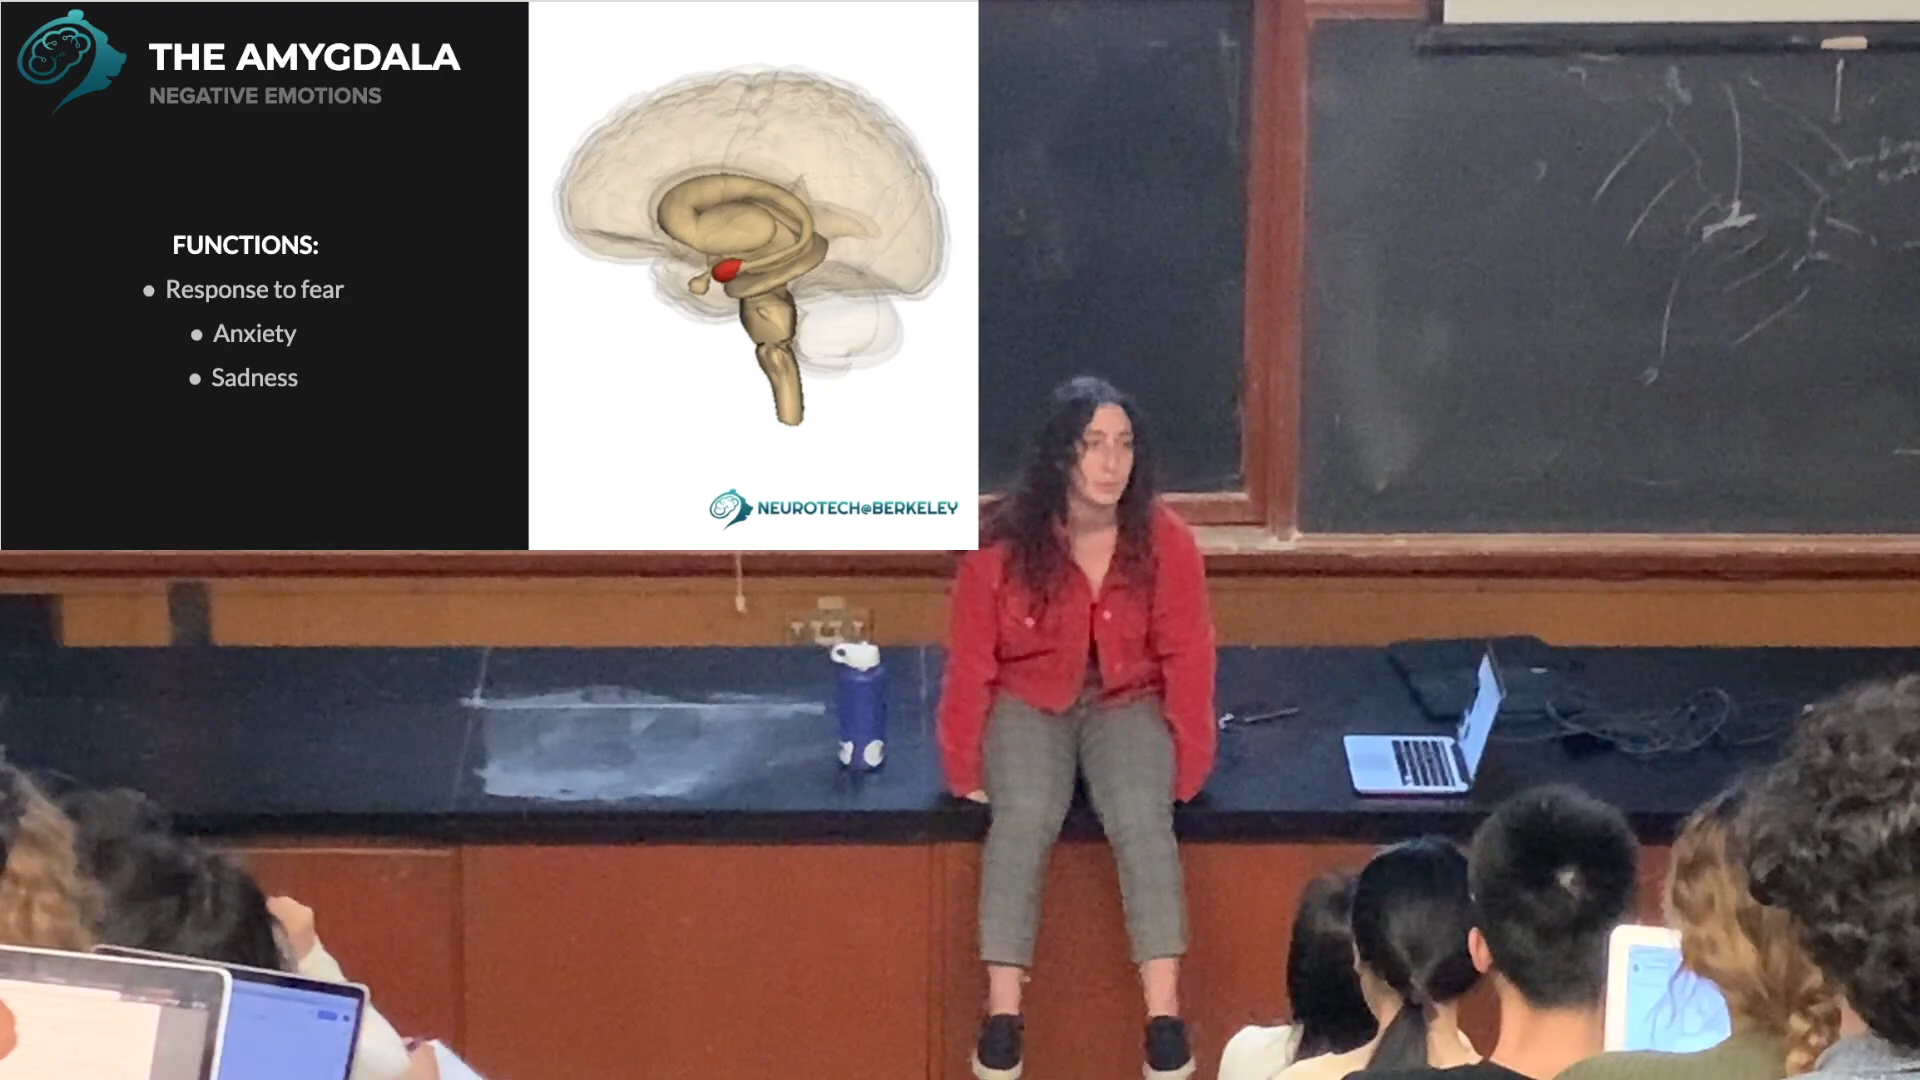 THE AMYGDALA
NEGATIVE EMOTIONS
FUNCTIONS:
● Response to fear
● Anxiety
● Sadness
NEUROTECH@BERKELEY